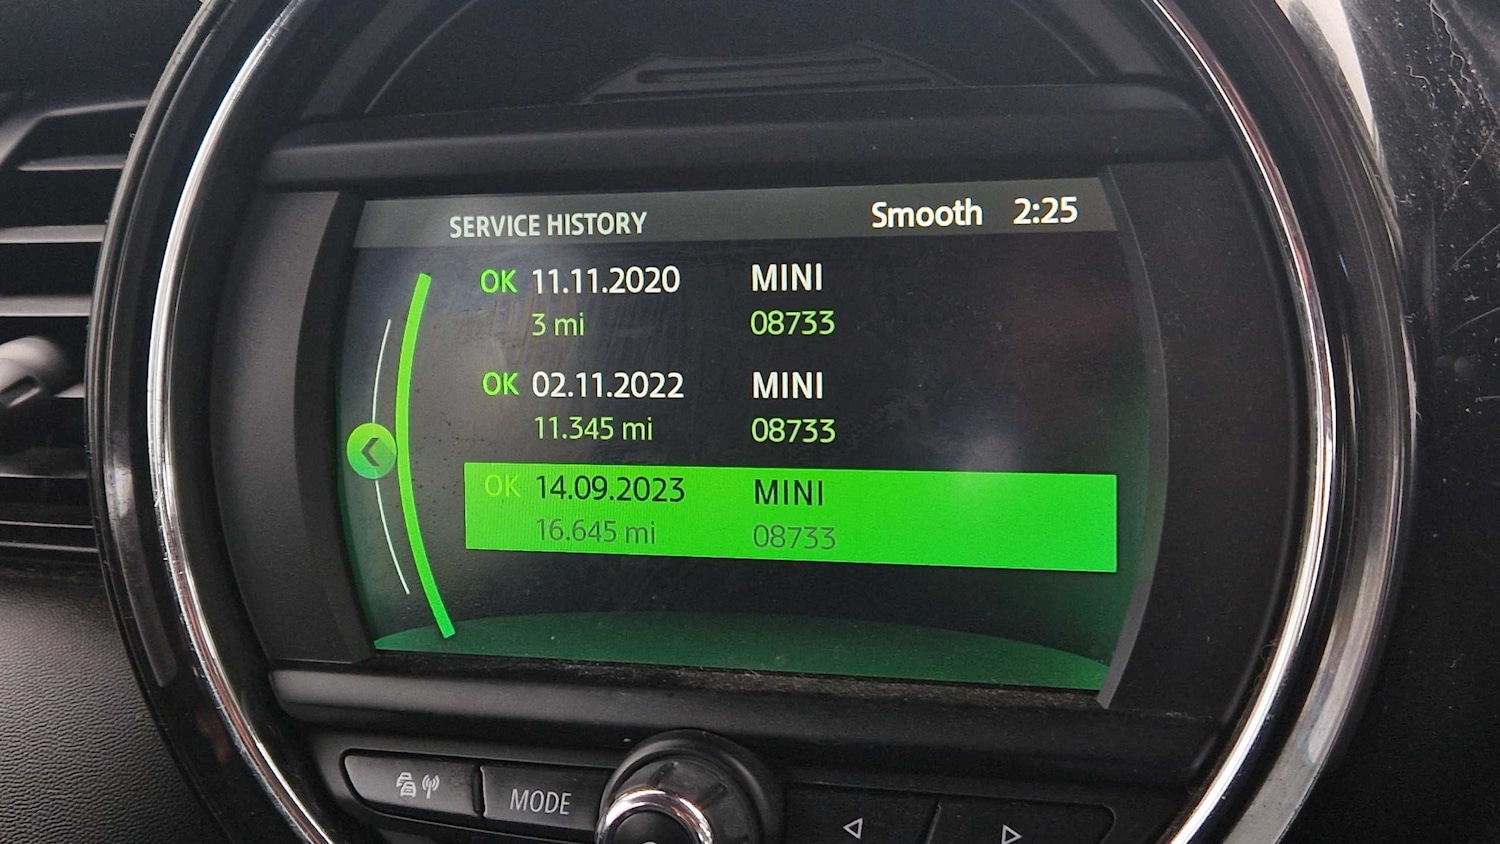 SERVICE HISTORY Smooth 2:25
OK 11.11.2020 MINI
3 mi 08733
OK 02.11.2022 MINI
11.345 mi 08733
OK 14.09.2023 MINI
16.645 mi 08733
MODE